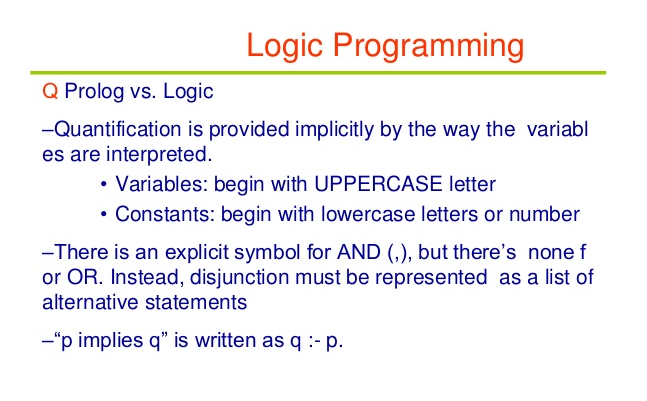 Logic Programming
Q Prolog vs. Logic
–Quantification is provided implicitly by the way the variabl
es are interpreted.
• Variables: begin with UPPERCASE letter
• Constants: begin with lowercase letters or number
–There is an explicit symbol for AND (,), but there’s none f
or OR. Instead, disjunction must be represented as a list of
alternative statements
–“p implies q” is written as q :- p.